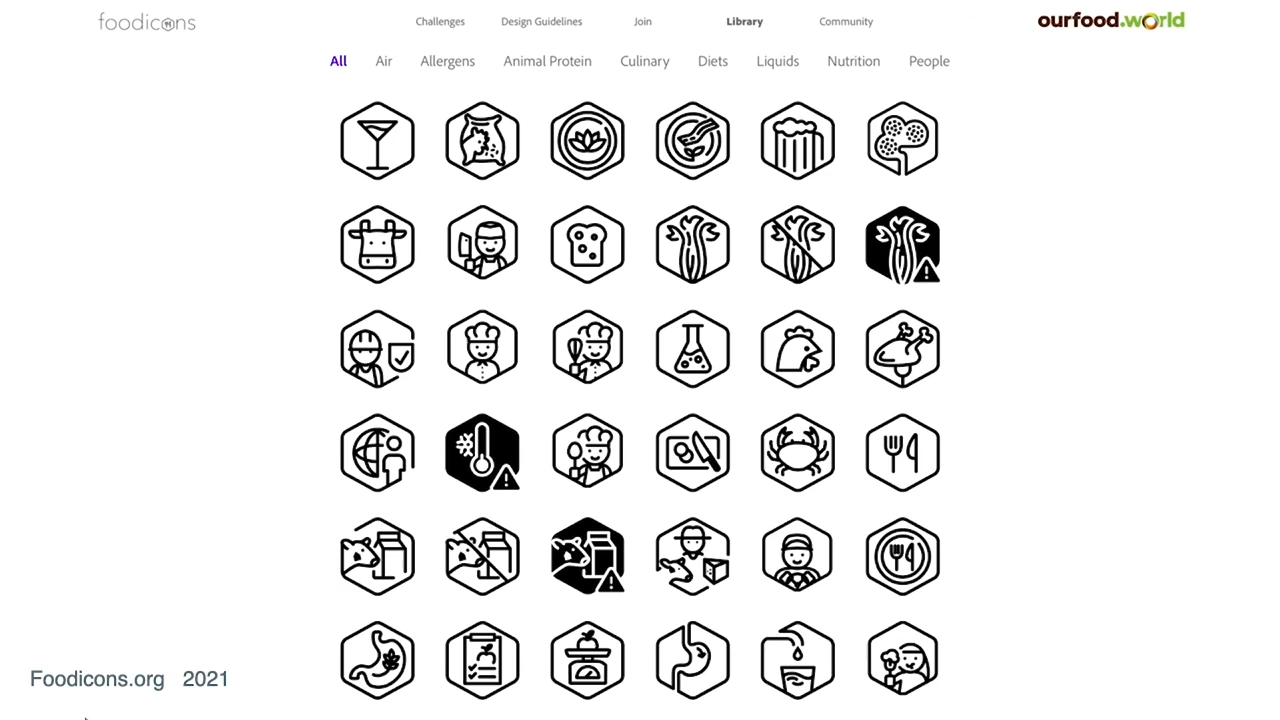 foodicons
Challenges Design Guidelines Join Library Community
ourfood.world
All Air Allergens Animal Protein Culinary Diets Liquids Nutrition People
Foodicons.org 2021